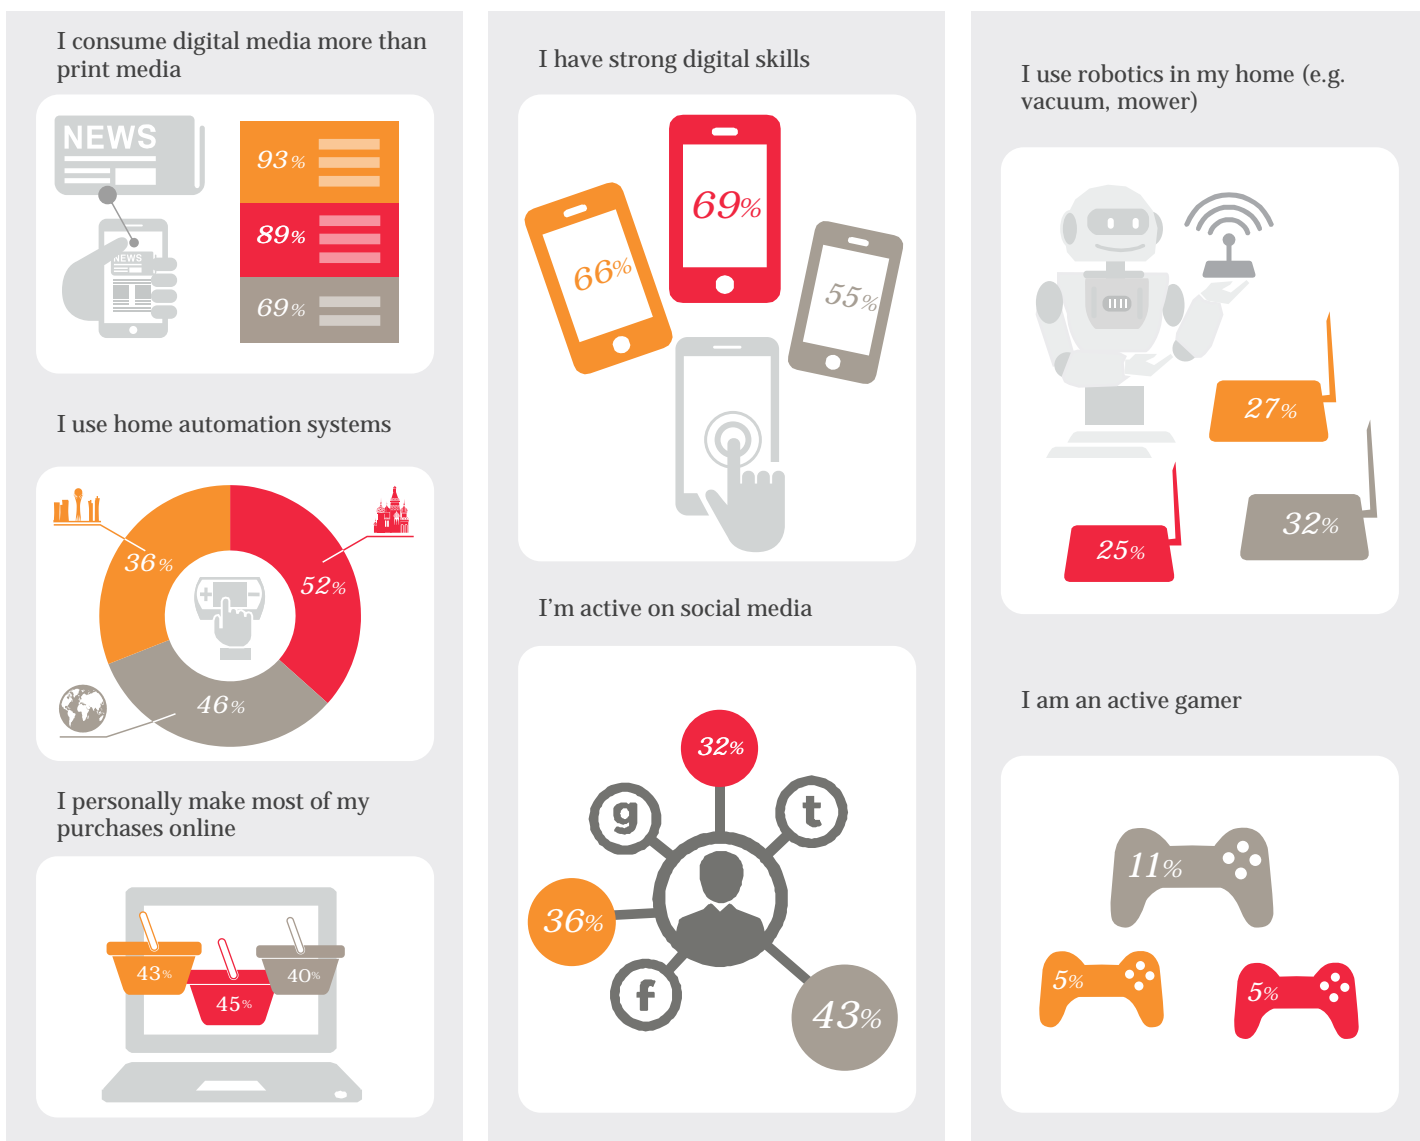 I consume digital media more than
print media
NEWS
93%
89%
69%
NEWS
I use home automation systems
36%
52%
46%
I personally make most of my
purchases online
43%
45%
40%
I have strong digital skills
69%
66%
55%
I'm active on social media
32%
g
t
36%
f
43%
I use robotics in my home (e.g.
vacuum, mower)
27%
32%
25%
I am an active gamer
11%
5%
5%